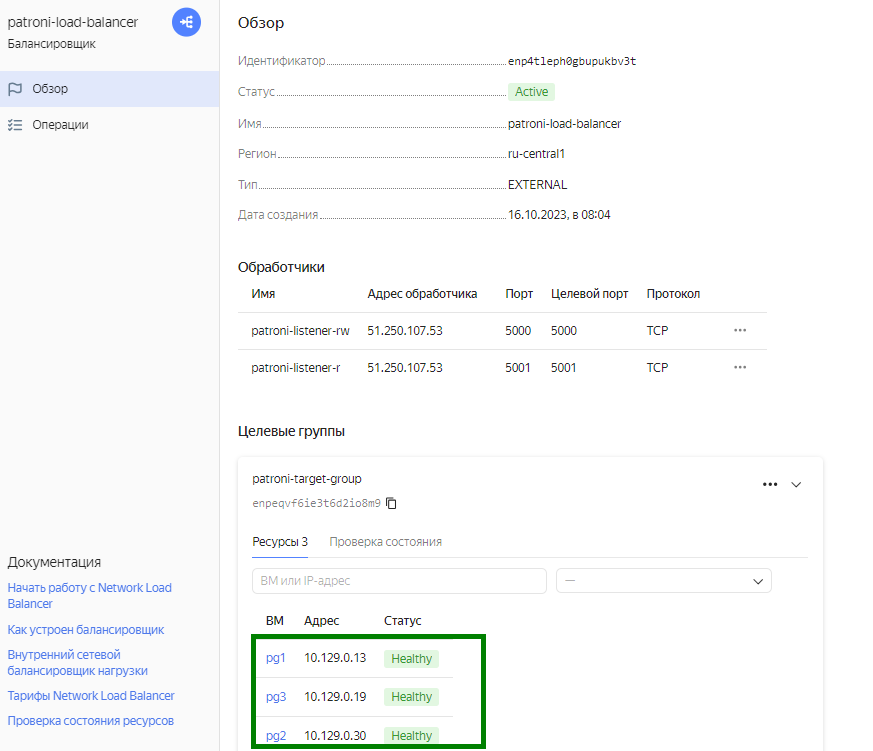 patroni-load-balancer
Балансировщик
Обзор
Операции
Документация
Начать работу с Network Load
Balancer
Как устроен балансировщик
Внутренний сетевой
балансировщик нагрузки
Тарифы Network Load Balancer
Проверка состояния ресурсов
Обзор
Идентификатор enp4tleph0gbupukbv3t
Статус Active
Имя patroni-load-balancer
Регион ru-central1
Тип EXTERNAL
Дата создания 16.10.2023, в 08:04
Обработчики
Имя Адрес обработчика Порт Целевой порт Протокол
patroni-listener-rw 51.250.107.53 5000 5000 TCP
patroni-listener-r 51.250.107.53 5001 5001 TCP
Целевые группы
patroni-target-group
enpeqvf6ie3t6d2io8m9
Ресурсы 3 Проверка состояния
ВМ или IP-адрес —
ВМ Адрес Статус
pg1 10.129.0.13 Healthy
pg3 10.129.0.19 Healthy
pg2 10.129.0.30 Healthy